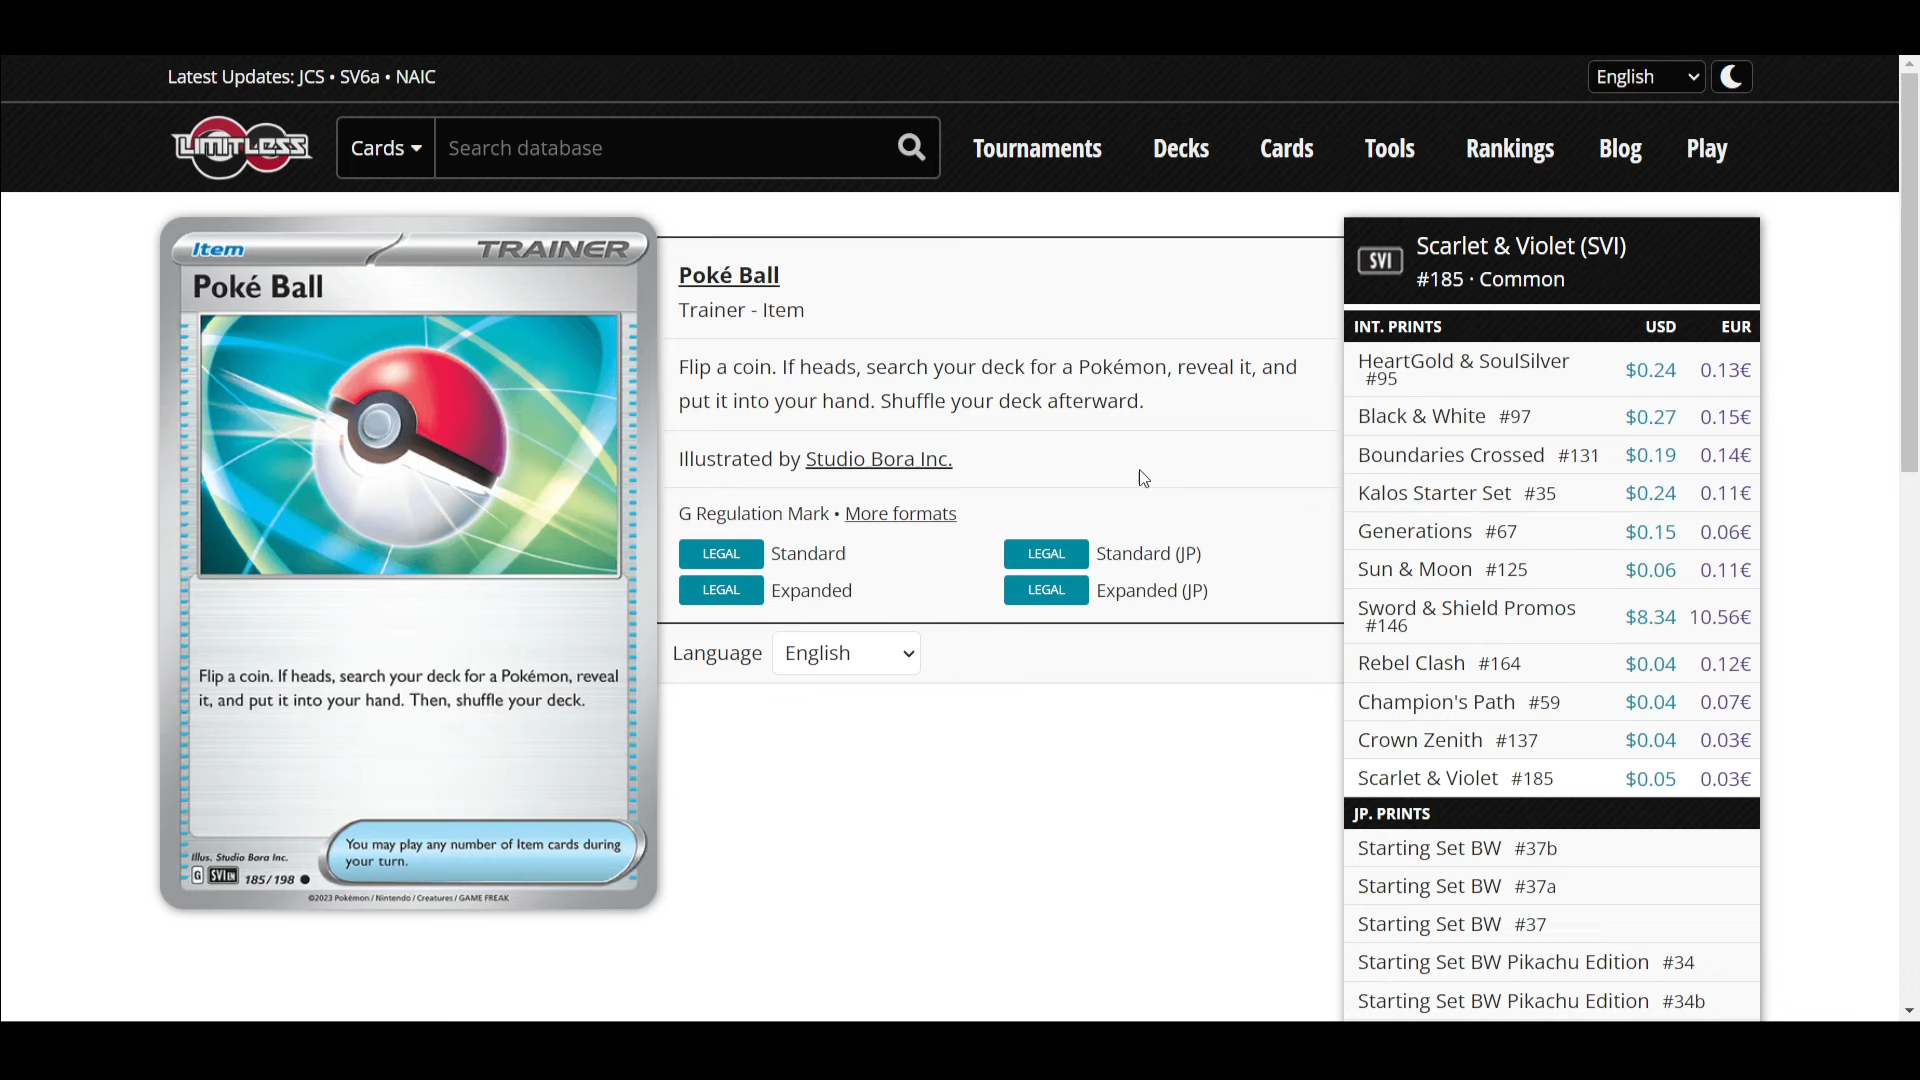 Latest Updates: JCS • SV6a • NAIC
English
LIMITLESS
Cards
Search database
Tournaments
Decks
Cards
Tools
Rankings
Blog
Play
Item
TRAINER
Poké Ball
Flip a coin. If heads, search your deck for a Pokémon, reveal
it, and put it into your hand. Then, shuffle your deck.
You may play any number of Item cards during
your turn.
Illus. Studio Bora Inc.
G SVI EN 185/198
©2023 Pokémon / Nintendo / Creatures / GAME FREAK
Poké Ball
Trainer - Item
Flip a coin. If heads, search your deck for a Pokémon, reveal it, and
put it into your hand. Shuffle your deck afterward.
Illustrated by Studio Bora Inc.
G Regulation Mark • More formats
LEGAL Standard
LEGAL Standard (JP)
LEGAL Expanded
LEGAL Expanded (JP)
Language English
SVI
Scarlet & Violet (SVI)
#185 · Common
INT. PRINTS USD EUR
HeartGold & SoulSilver
#95 $0.24 0.13€
Black & White #97 $0.27 0.15€
Boundaries Crossed #131 $0.19 0.14€
Kalos Starter Set #35 $0.24 0.11€
Generations #67 $0.15 0.06€
Sun & Moon #125 $0.06 0.11€
Sword & Shield Promos
#146 $8.34 10.56€
Rebel Clash #164 $0.04 0.12€
Champion's Path #59 $0.04 0.07€
Crown Zenith #137 $0.04 0.03€
Scarlet & Violet #185 $0.05 0.03€
JP. PRINTS
Starting Set BW #37b
Starting Set BW #37a
Starting Set BW #37
Starting Set BW Pikachu Edition #34
Starting Set BW Pikachu Edition #34b